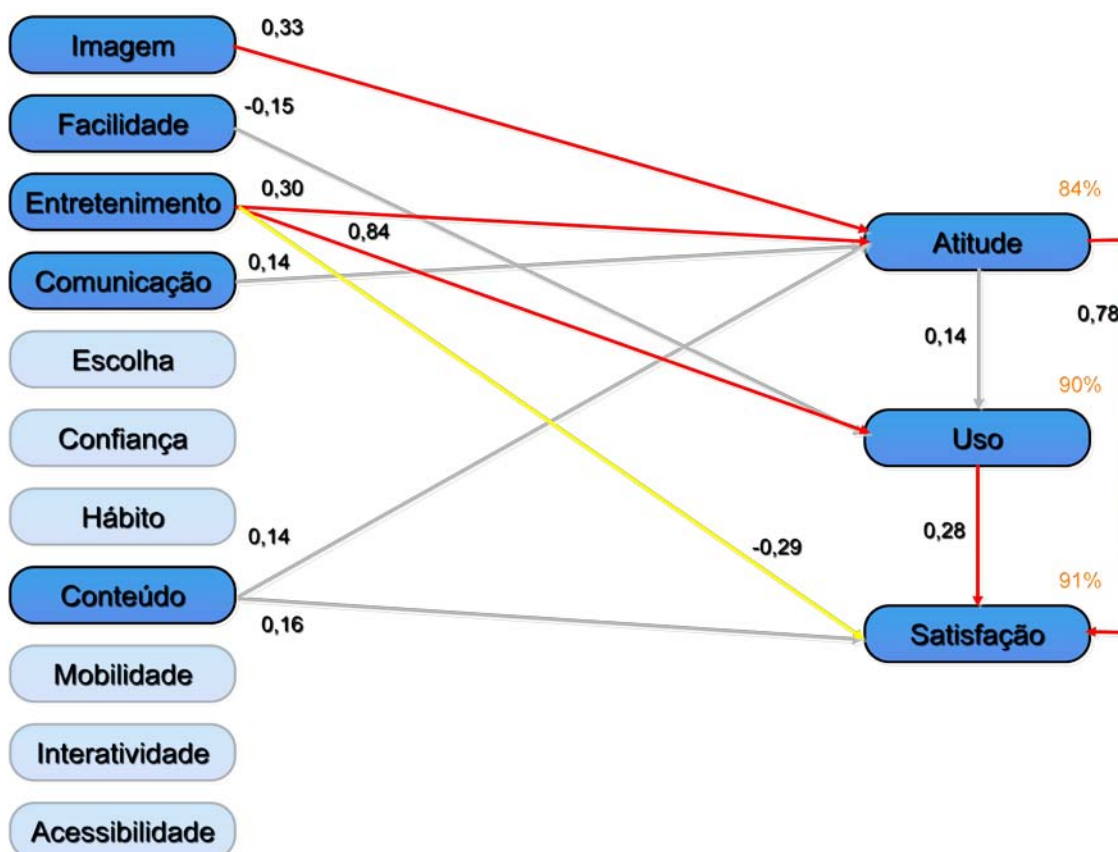 Imagem
0,33
Facilidade
-0,15
Entretenimento
0,30
0,84
Comunicação
0,14
Escolha
Confiança
Hábito
0,14
Conteúdo
0,16
Mobilidade
Interatividade
Acessibilidade
-0,29
84%
Atitude
0,78
0,14
90%
Uso
0,28
91%
Satisfação